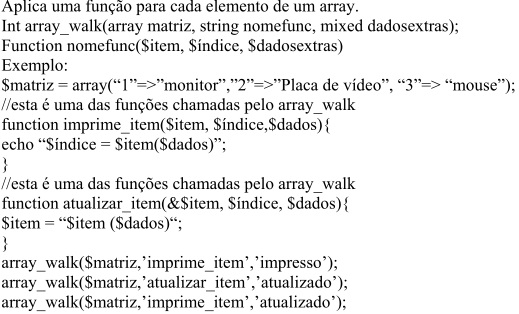 Aplica uma função para cada elemento de um array.
Int array_walk(array matriz, string nomefunc, mixed dadosextras);
Function nomefunc($item, $índice, $dadosextras)
Exemplo:
$matriz = array(“1”=>”monitor”,”2”=>”Placa de vídeo”, “3”=> “mouse”);
//esta é uma das funções chamadas pelo array_walk
function imprime_item($item, $índice,$dados){
echo “$índice = $item($dados)”;
}
//esta é uma das funções chamadas pelo array_walk
function atualizar_item(&$item, $índice, $dados){
$item = “$item ($dados)“;
}
array_walk($matriz,’imprime_item’,’impresso’);
array_walk($matriz,’atualizar_item’,’atualizado’);
array_walk($matriz,’imprime_item’,’atualizado’);